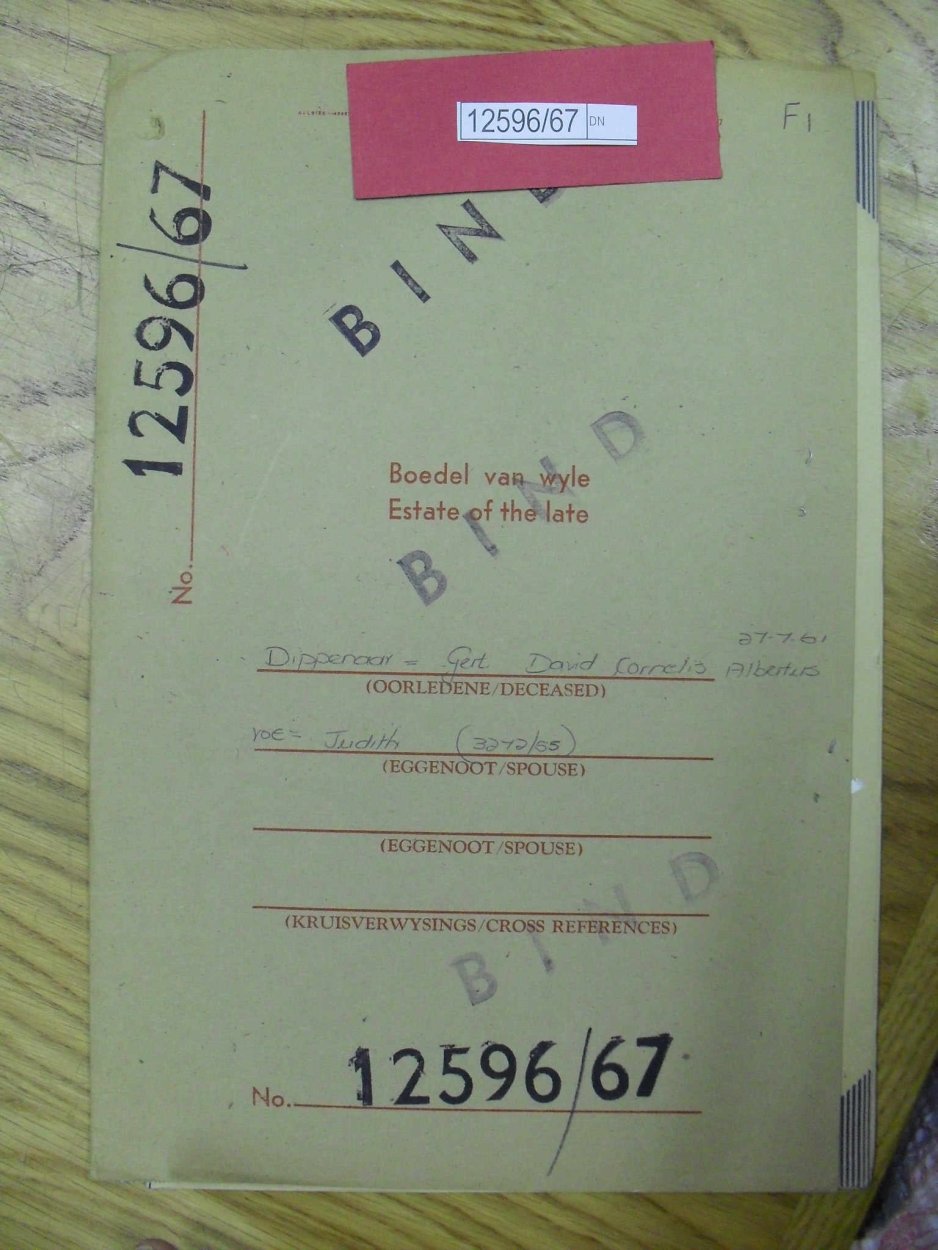 12596/67 DN
F1
No. 12596/67
BIND
Boedel van wyle
Estate of the late
BIND
27-7-61
Dippenaar = Gert David Cornelis Albertus
(OORLEDENE/DECEASED)
voe= Judith (3272/55)
(EGGENOOT/SPOUSE)
(EGGENOOT/SPOUSE)
(KRUISVERWYSINGS/CROSS REFERENCES)
BIND
No. 12596/67